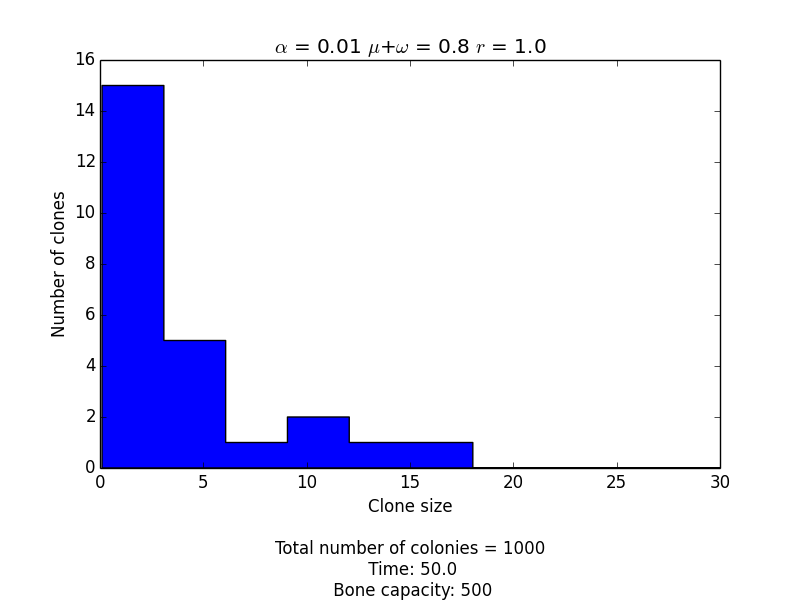 α = 0.01 μ+ω = 0.8 r = 1.0
16
14
12
10
8
6
4
2
0
Number of clones
0 5 10 15 20 25 30
Clone size
Total number of colonies = 1000
Time: 50.0
Bone capacity: 500